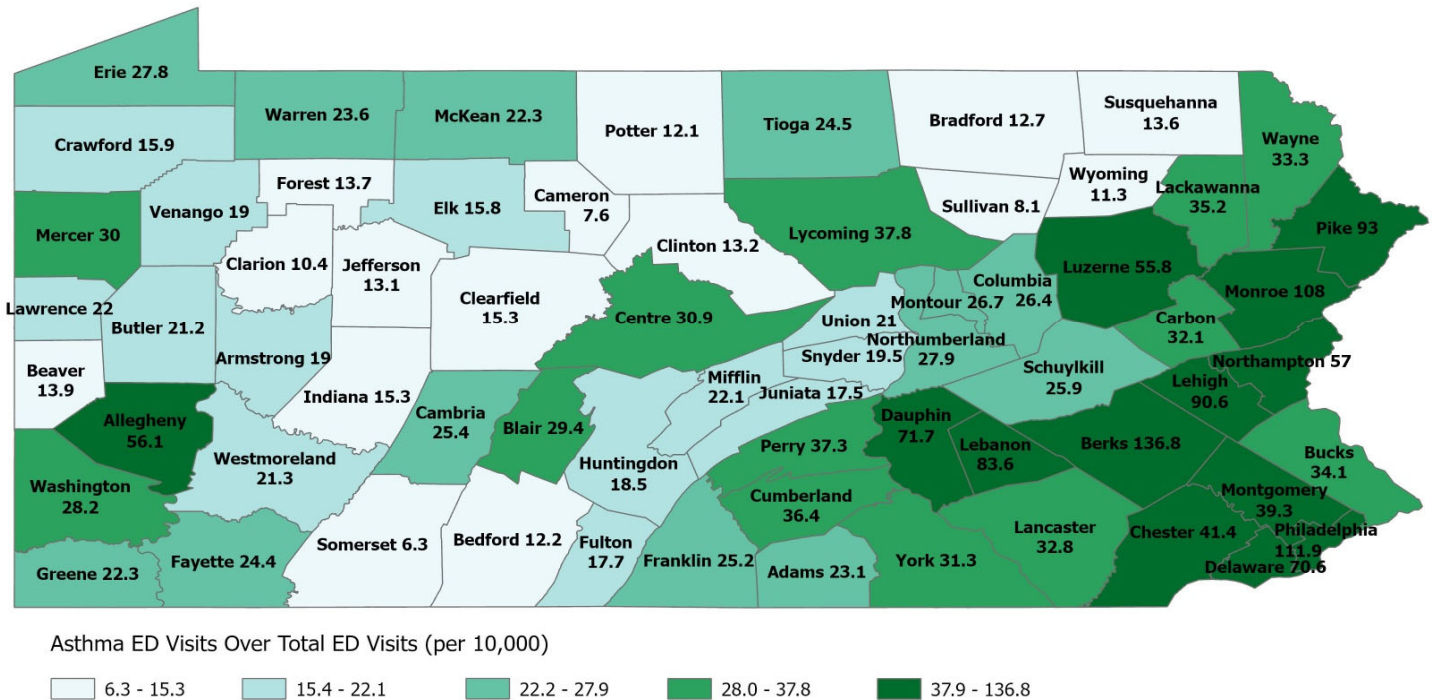 Erie 27.8
Warren 23.6
McKean 22.3
Potter 12.1
Tioga 24.5
Bradford 12.7
Susquehanna
13.6
Wayne
33.3
Crawford 15.9
Forest 13.7
Venango 19
Elk 15.8
Cameron
7.6
Wyoming
11.3
Lackawanna
35.2
Sullivan 8.1
Mercer 30
Lycoming 37.8
Pike 93
Clinton 13.2
Clarion 10.4
Jefferson
13.1
Luzerne 55.8
Columbia
26.4
Monroe 108
Clearfield
15.3
Lawrence 22
Butler 21.2
Centre 30.9
Montour 26.7
Union 21
Carbon
32.1
Northumberland
27.9
Armstrong 19
Snyder 19.5
Northampton 57
Beaver
13.9
Schuylkill
25.9
Mifflin
22.1
Juniata 17.5
Lehigh
90.6
Indiana 15.3
Allegheny
56.1
Cambria
25.4
Blair 29.4
Dauphin
71.7
Lebanon
83.6
Berks 136.8
Perry 37.3
Bucks
34.1
Westmoreland
21.3
Huntingdon
18.5
Washington
28.2
Cumberland
36.4
Montgomery
39.3
Lancaster
32.8
Chester 41.4
Philadelphia
111.9
Somerset 6.3
Bedford 12.2
Fulton
17.7
Franklin 25.2
Adams 23.1
York 31.3
Delaware 70.6
Fayette 24.4
Greene 22.3
Asthma ED Visits Over Total ED Visits (per 10,000)
6.3 - 15.3
15.4 - 22.1
22.2 - 27.9
28.0 - 37.8
37.9 - 136.8